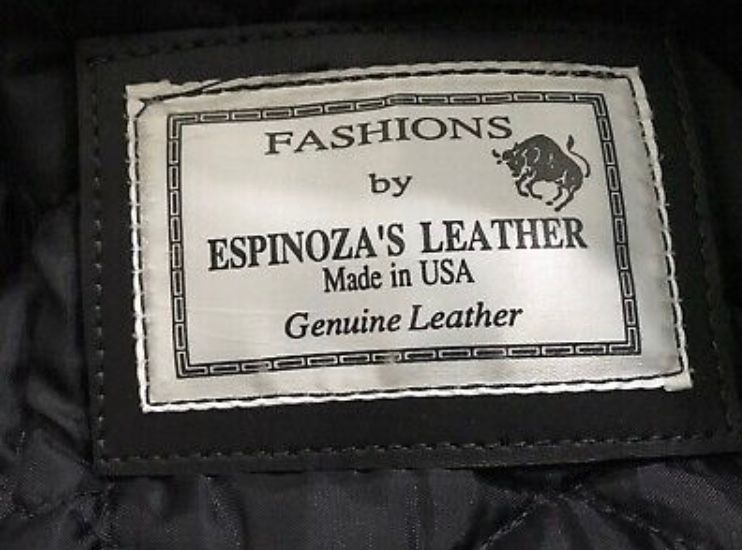 FASHIONS
by
ESPINOZA'S LEATHER
Made in USA
Genuine Leather